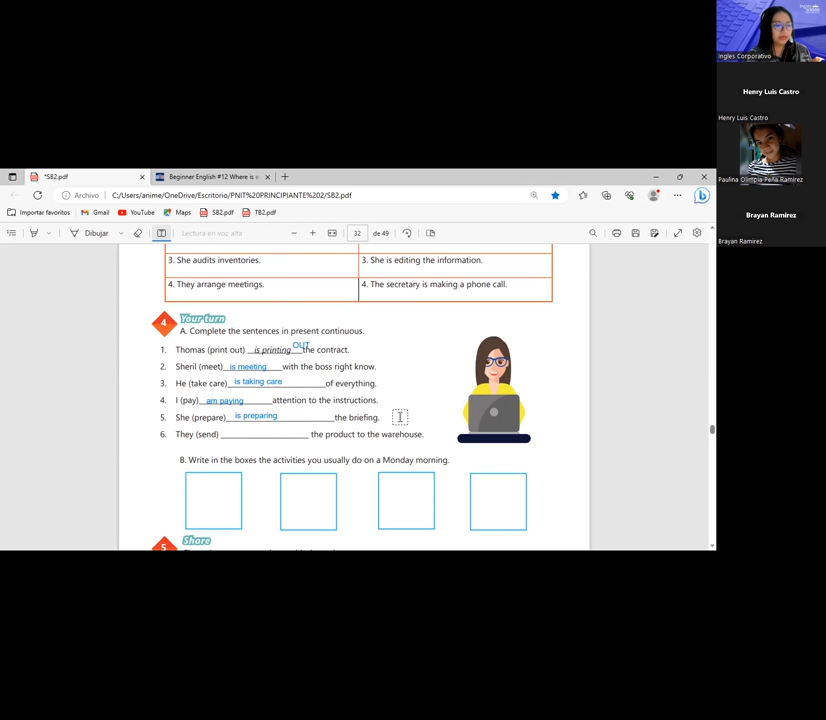 Ingles Corporativo
Henry Luis Castro
Henry Luis Castro
Paulina Olimpia Peña Ramirez
Brayan Ramirez
Brayan Ramirez
*SB2.pdf
Beginner English #12 Where is
Archivo C:/Users/anime/OneDrive/Escritorio/PNIT%20PRINCIPIANTE%202/SB2.pdf
Importar favoritos Gmail YouTube Maps SB2.pdf TB2.pdf
Dibujar Lectura en voz alta 32 de 49
3. She audits inventories. 3. She is editing the information.
4. They arrange meetings. 4. The secretary is making a phone call.
4 Your turn
A. Complete the sentences in present continuous.
1. Thomas (print out) is printing OUT the contract.
2. Sheril (meet) is meeting with the boss right know.
3. He (take care) is taking care of everything.
4. I (pay) am paying attention to the instructions.
5. She (prepare) is preparing the briefing.
6. They (send) the product to the warehouse.
B. Write in the boxes the activities you usually do on a Monday morning.
5 Share